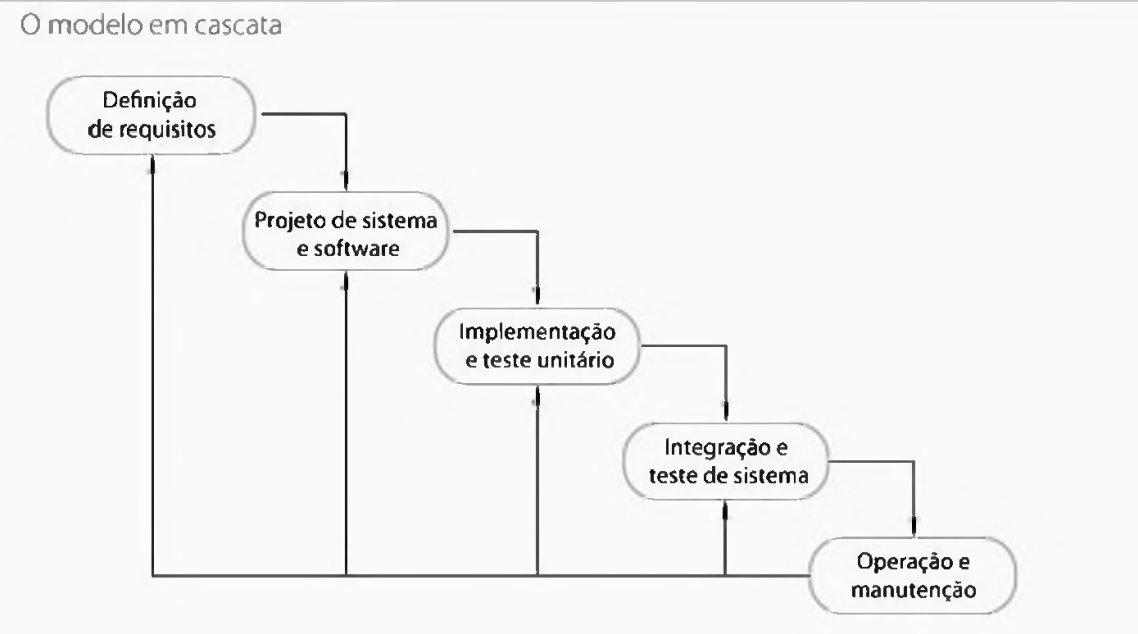 O modelo em cascata
Definição
de requisitos
Projeto de sistema
e software
Implementação
e teste unitário
Integração e
teste de sistema
Operação e
manutenção